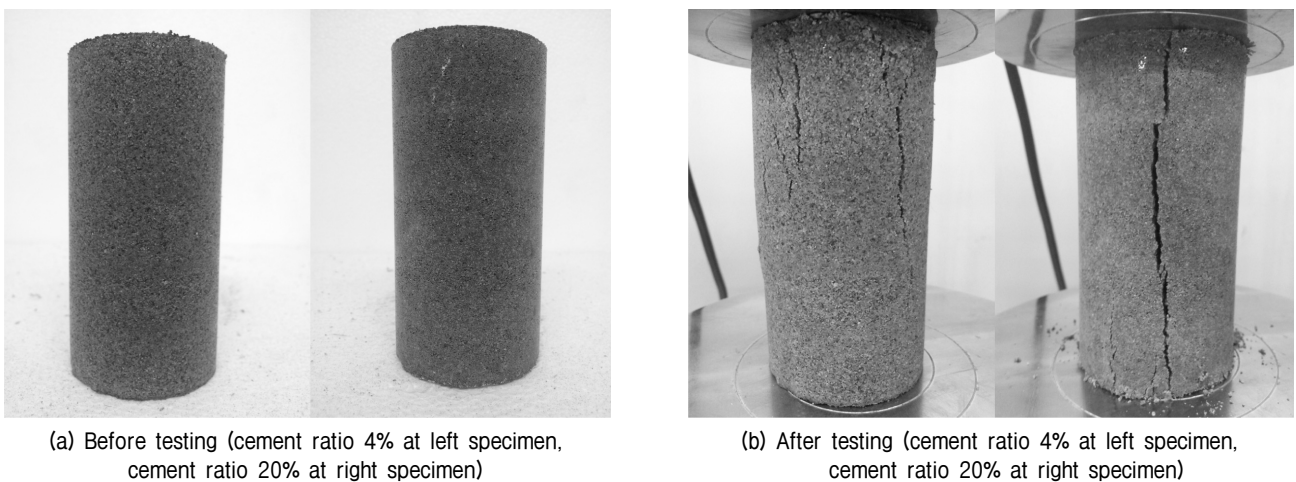 (a) Before testing (cement ratio 4% at left specimen,
cement ratio 20% at right specimen)
(b) After testing (cement ratio 4% at left specimen,
cement ratio 20% at right specimen)